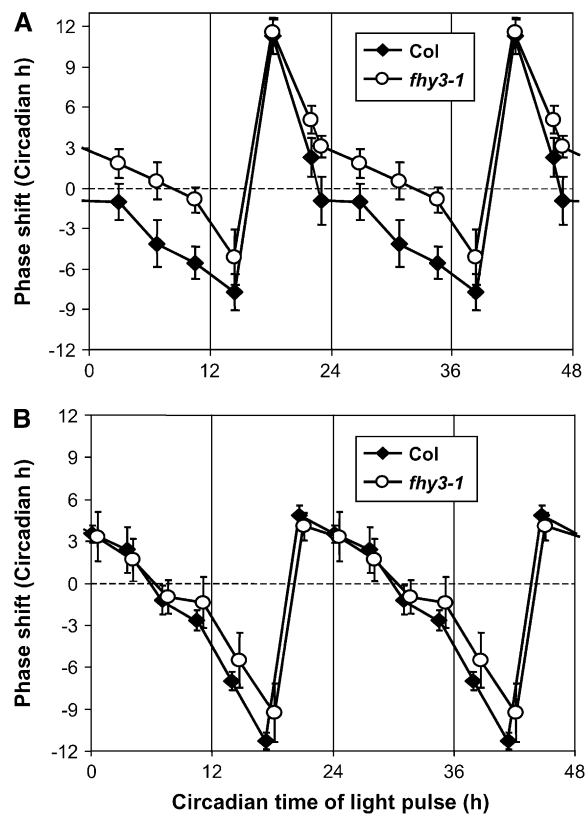 A
Phase shift (Circadian h)
12
9
6
3
0
-3
-6
-9
-12
Col
fhy3-1
0 12 24 36 48
B
Phase shift (Circadian h)
12
9
6
3
0
-3
-6
-9
-12
Col
fhy3-1
0 12 24 36 48
Circadian time of light pulse (h)